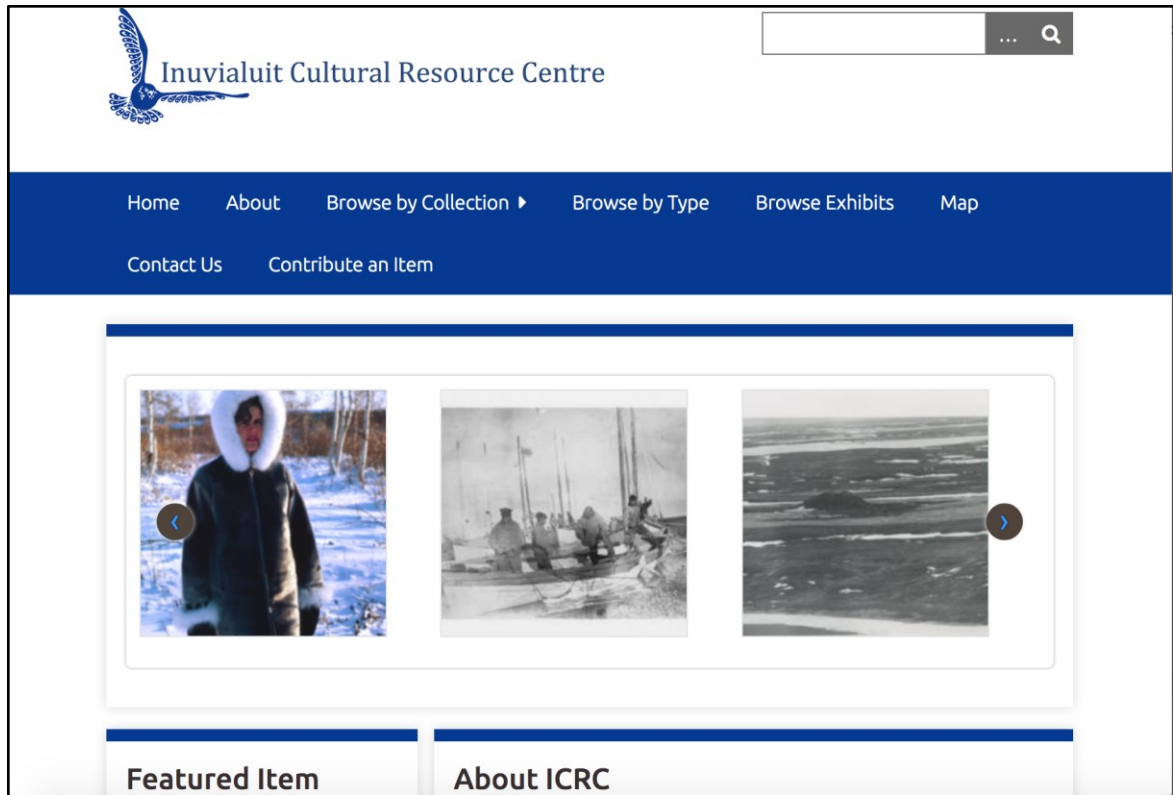 ...
Inuvialuit Cultural Resource Centre
Home About Browse by Collection ▸ Browse by Type Browse Exhibits Map
Contact Us Contribute an Item
Featured Item
About ICRC